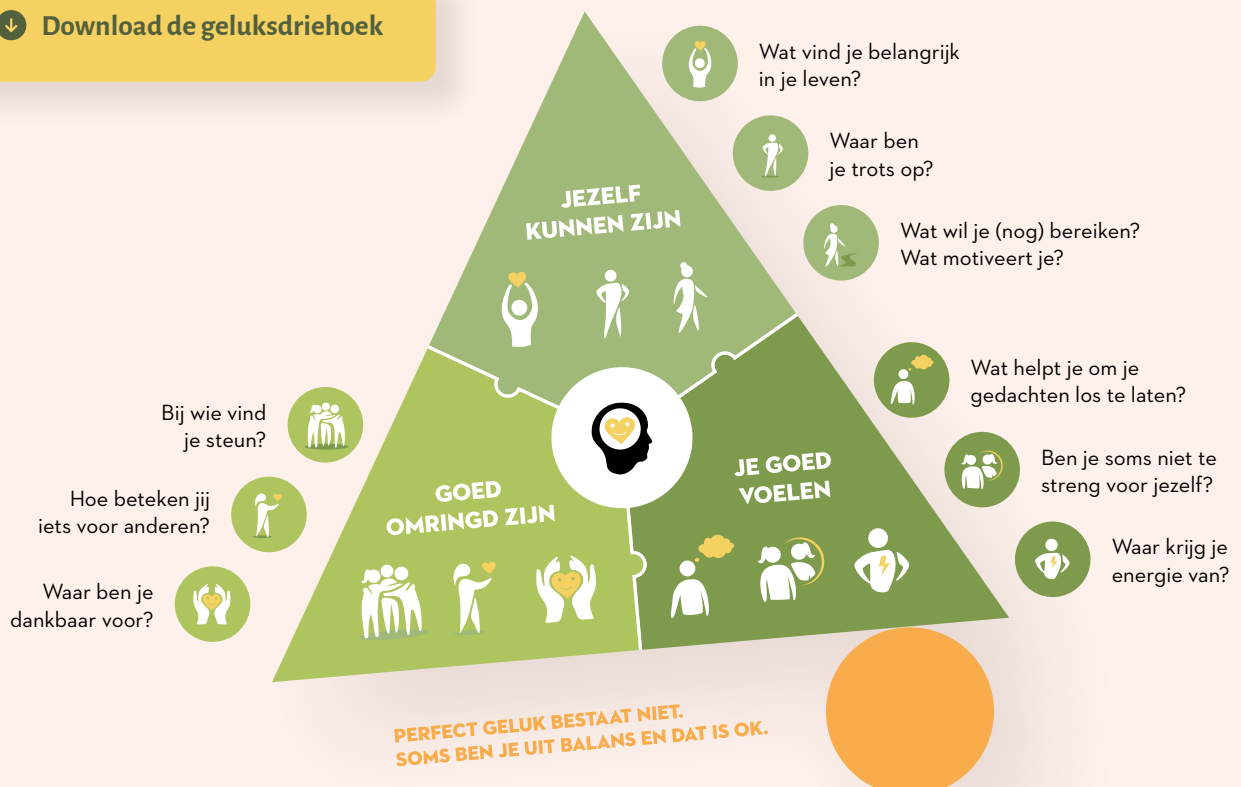 Download de geluksdriehoek
Wat vind je belangrijk
in je leven?
Waar ben
je trots op?
Wat wil je (nog) bereiken?
Wat motiveert je?
JEZELF
KUNNEN ZIJN
Wat helpt je om je
gedachten los te laten?
Ben je soms niet te
streng voor jezelf?
Waar krijg je
energie van?
JE GOED
VOELEN
Bij wie vind
je steun?
Hoe beteken jij
iets voor anderen?
Waar ben je
dankbaar voor?
GOED
OMRINGD ZIJN
PERFECT GELUK BESTAAT NIET.
SOMS BEN JE UIT BALANS EN DAT IS OK.